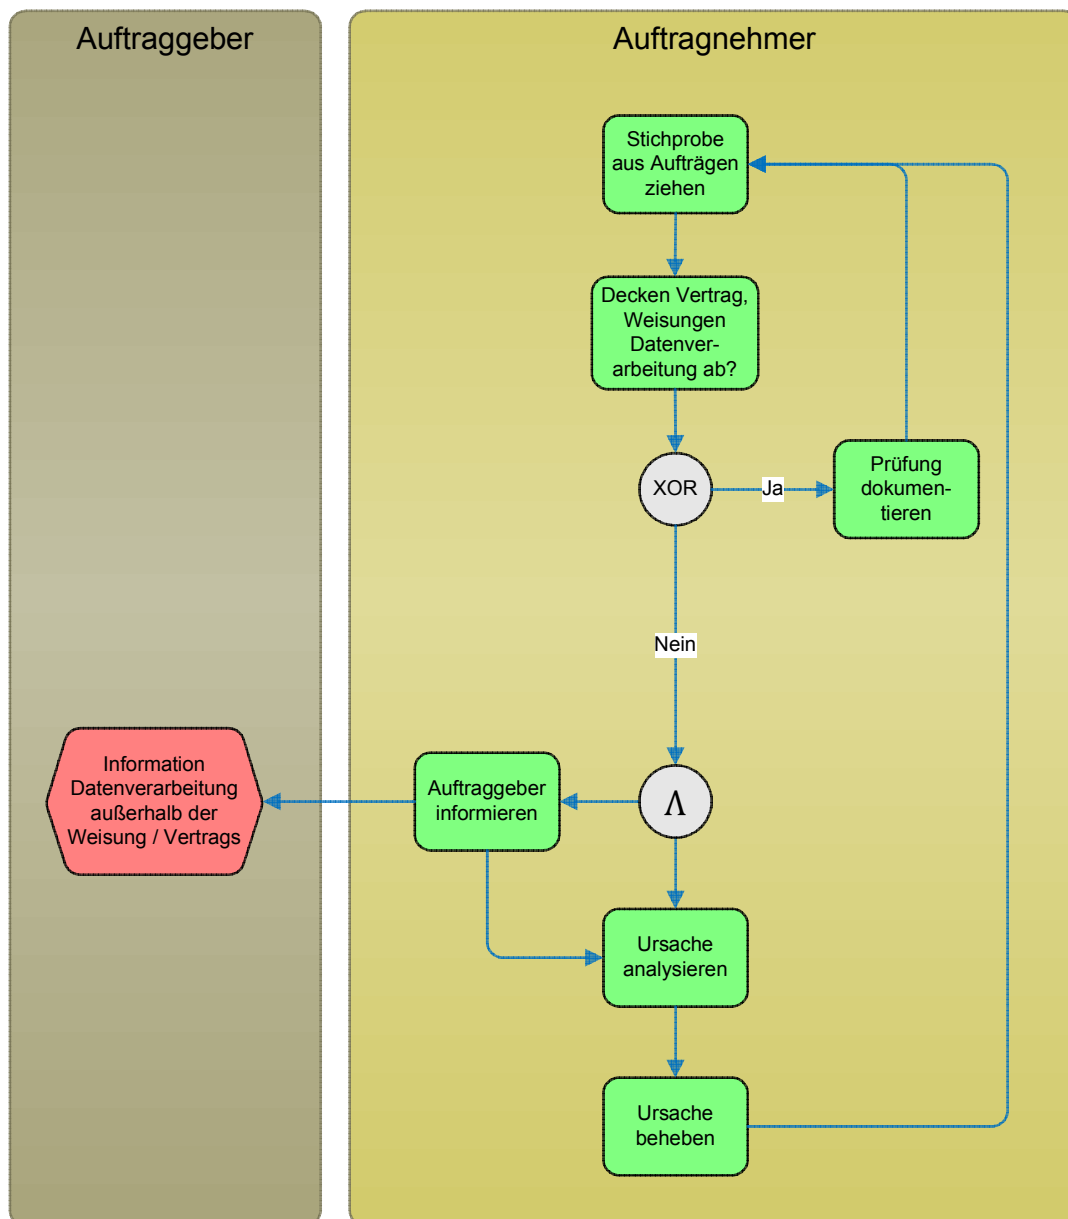 Auftraggeber
Auftragnehmer
Stichprobe
aus Aufträgen
ziehen
Decken Vertrag,
Weisungen
Datenver-
arbeitung ab?
XOR
Ja
Prüfung
dokumen-
tieren
Nein
Information
Datenverarbeitung
außerhalb der
Weisung / Vertrags
Auftraggeber
informieren
Λ
Ursache
analysieren
Ursache
beheben